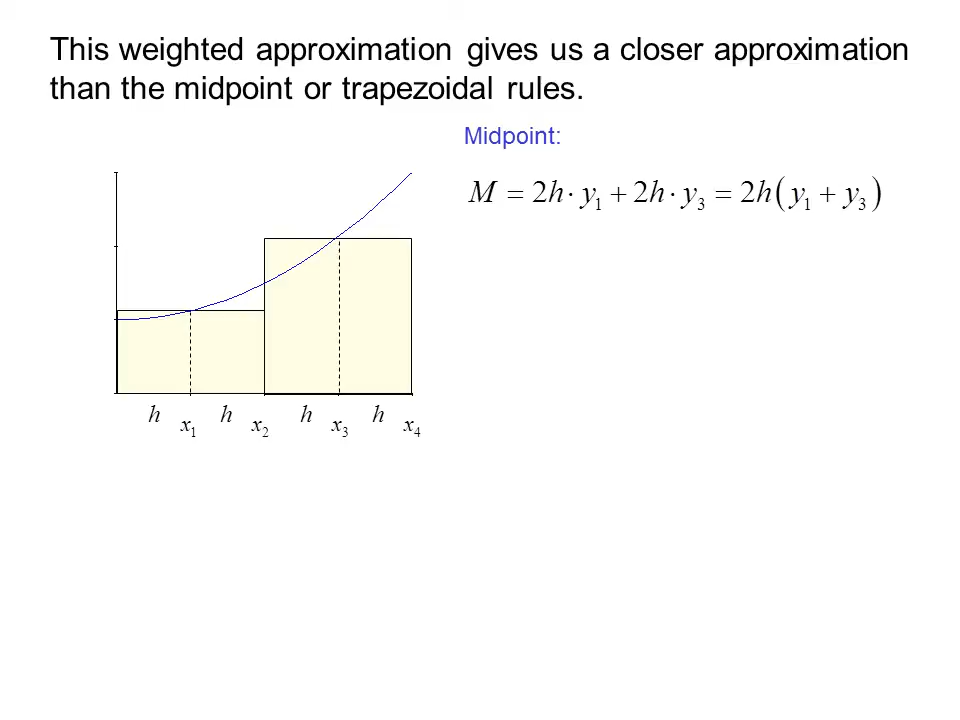 This weighted approximation gives us a closer approximation
than the midpoint or trapezoidal rules.
Midpoint:
M = 2h · y₁ + 2h · y₃ = 2h(y₁ + y₃)
h x₁ h x₂ h x₃ h x₄